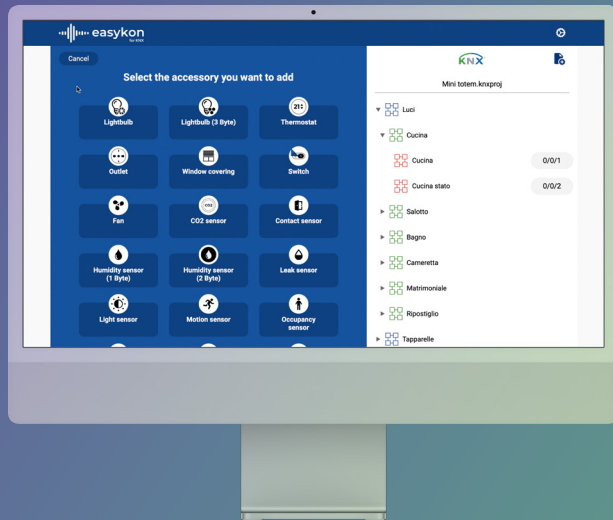 easykon
for KNX
Cancel
Select the accessory you want to add
Lightbulb
Lightbulb (3 Byte)
21:
Thermostat
Outlet
Window covering
Switch
Fan
CO2
CO2 sensor
Contact sensor
Humidity sensor
(1 Byte)
Humidity sensor
(2 Byte)
Leak sensor
Light sensor
Motion sensor
Occupancy
sensor
KNX
Mini totem.knxproj
Luci
Cucina
Cucina 0/0/1
Cucina stato 0/0/2
Salotto
Bagno
Cameretta
Matrimoniale
Ripostiglio
Tapparelle